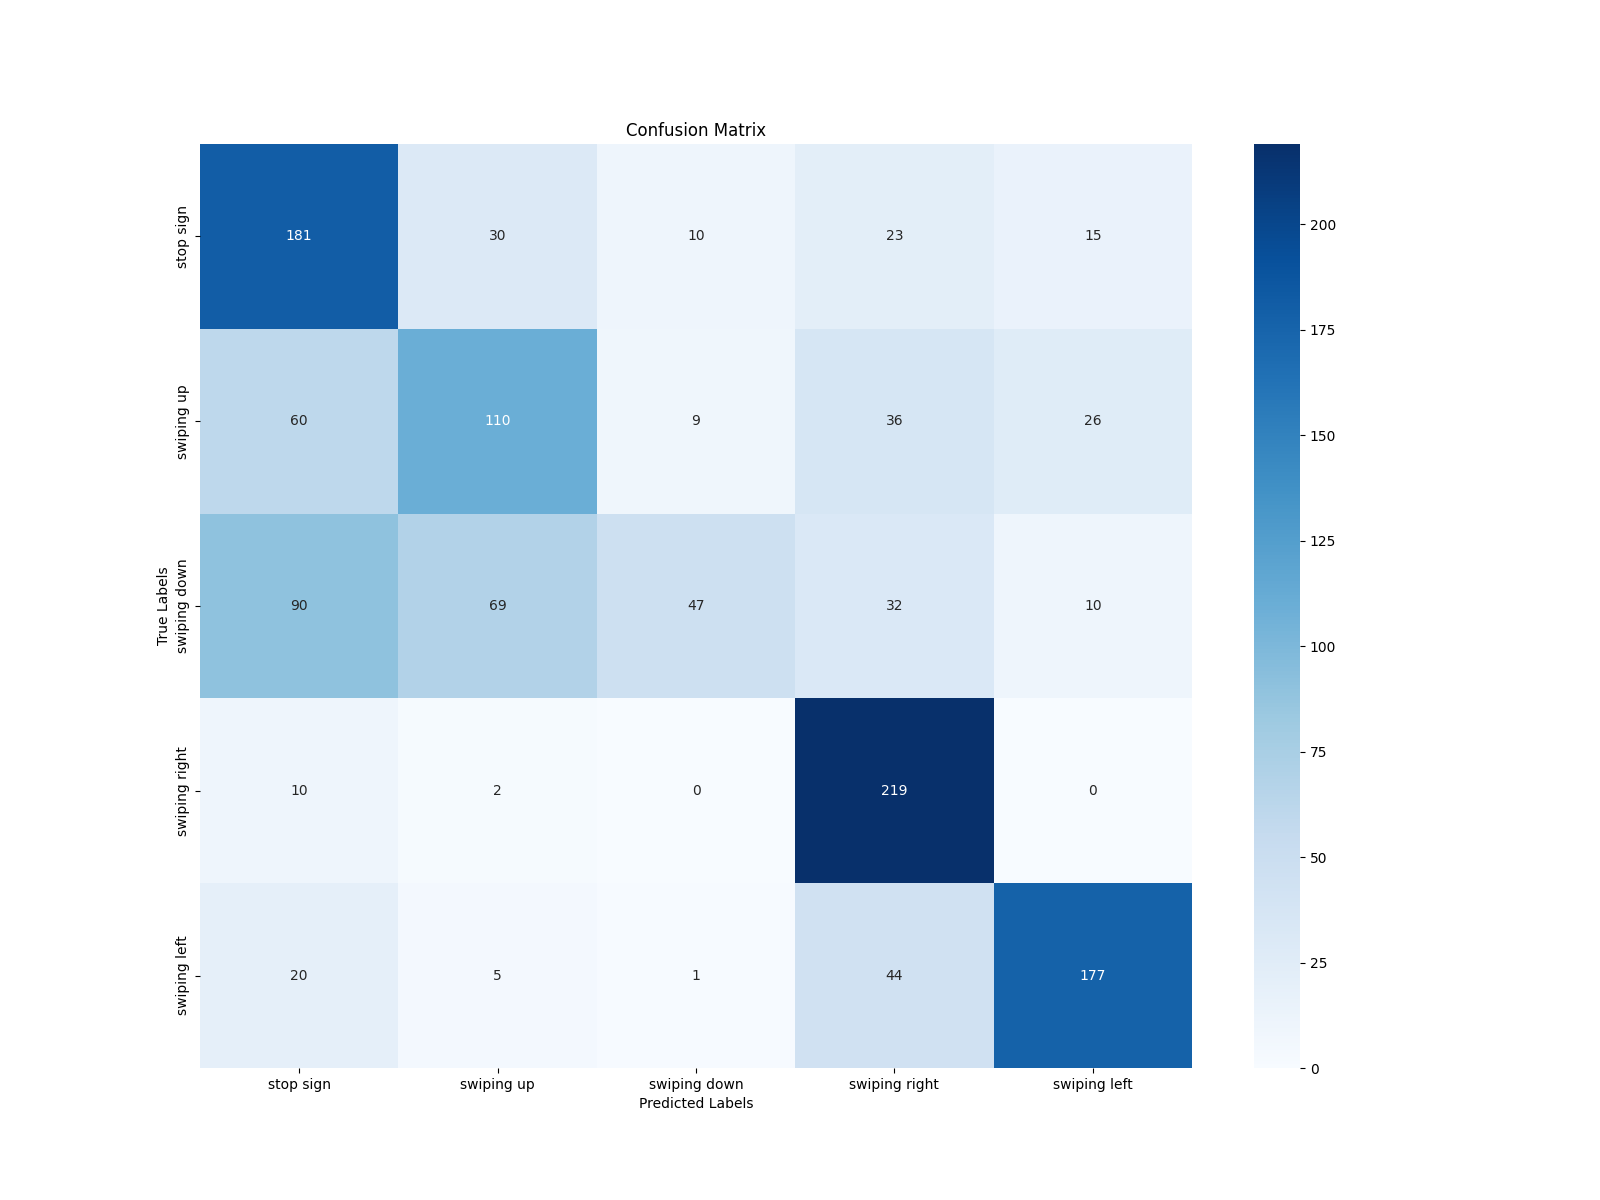 Confusion Matrix
stop sign 181 30 10 23 15
swiping up 60 110 9 36 26
True Labels
swiping down 90 69 47 32 10
swiping right 10 2 0 219 0
swiping left 20 5 1 44 177
stop sign swiping up swiping down swiping right swiping left
Predicted Labels
200
175
150
125
100
75
50
25
0